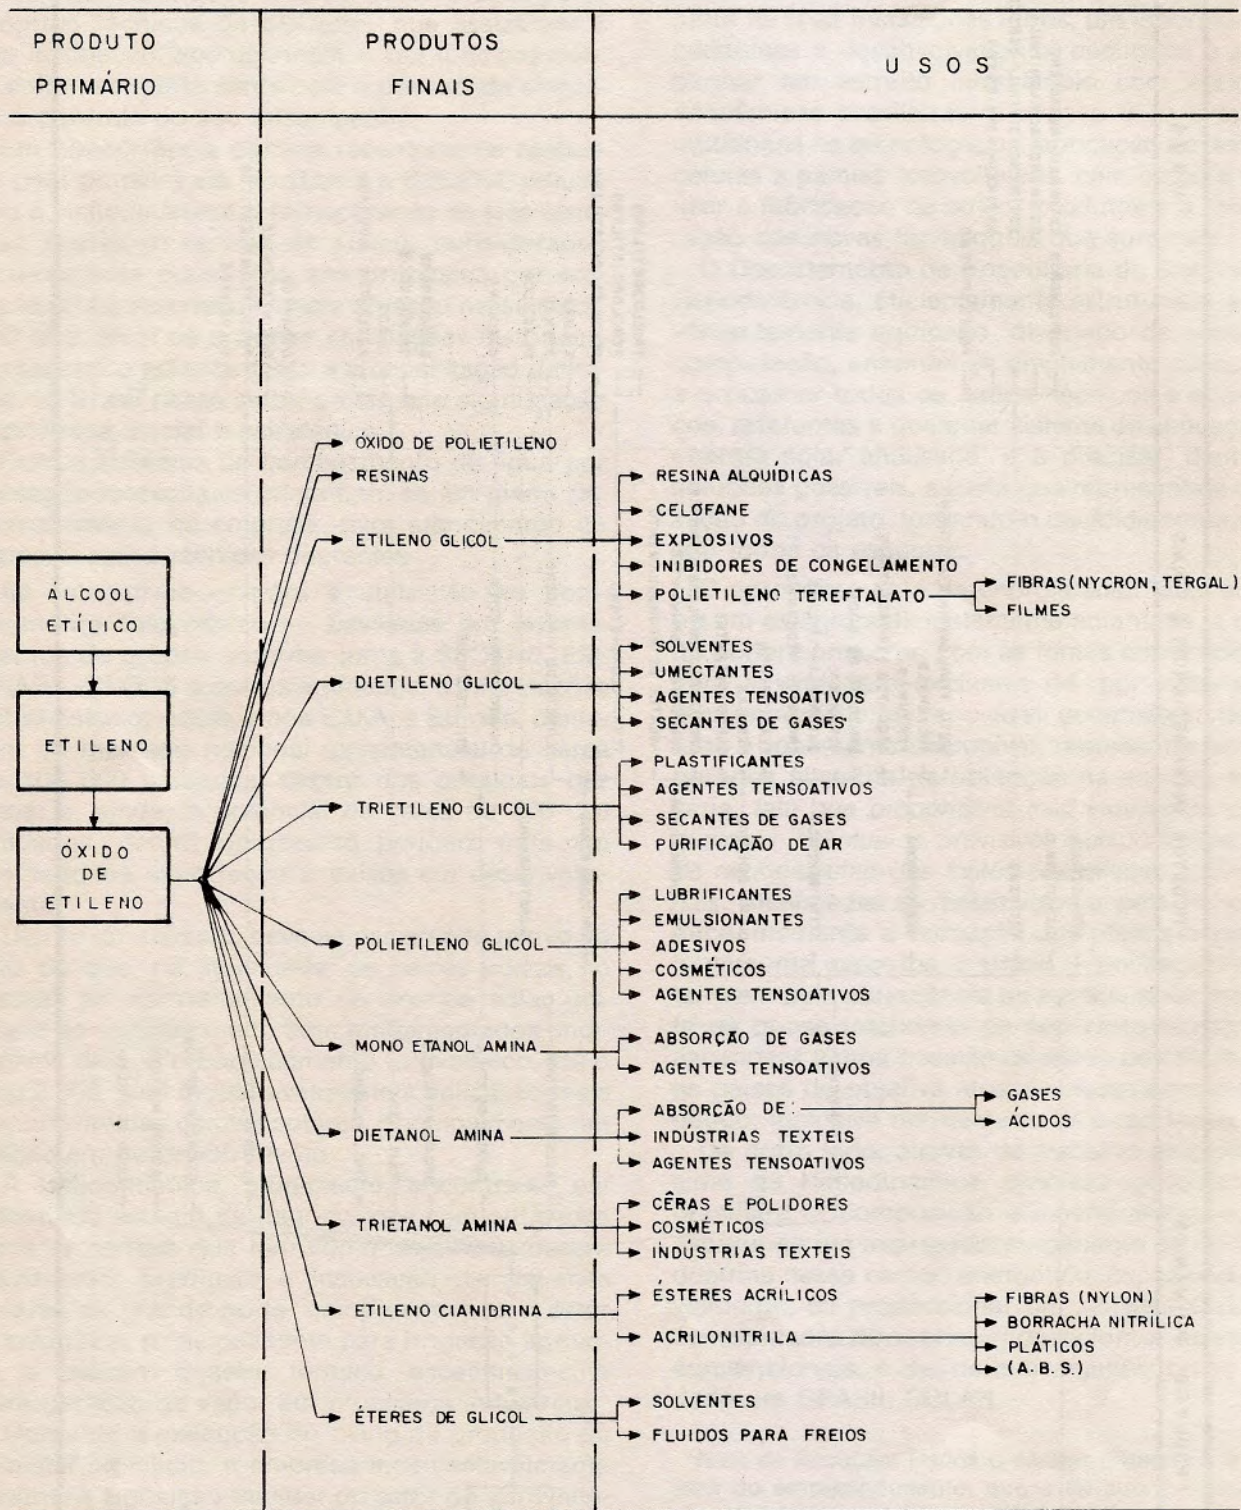 PRODUTO
PRIMÁRIO
PRODUTOS
FINAIS
USOS
ÁLCOOL
ETÍLICO
ETILENO
ÓXIDO
DE
ETILENO
ÓXIDO DE POLIETILENO
RESINAS
ETILENO GLICOL
RESINA ALQUÍDICAS
CELOFANE
EXPLOSIVOS
INIBIDORES DE CONGELAMENTO
POLIETILENO TEREFTALATO
FIBRAS (NYCRON, TERGAL)
FILMES
DIETILENO GLICOL
SOLVENTES
UMECTANTES
AGENTES TENSOATIVOS
SECANTES DE GASES
TRIETILENO GLICOL
PLASTIFICANTES
AGENTES TENSOATIVOS
SECANTES DE GASES
PURIFICAÇÃO DE AR
POLIETILENO GLICOL
LUBRIFICANTES
EMULSIONANTES
ADESIVOS
COSMÉTICOS
AGENTES TENSOATIVOS
MONO ETANOL AMINA
ABSORÇÃO DE GASES
AGENTES TENSOATIVOS
DIETANOL AMINA
ABSORÇÃO DE:
GASES
ÁCIDOS
INDÚSTRIAS TEXTEIS
AGENTES TENSOATIVOS
TRIETANOL AMINA
CÊRAS E POLIDORES
COSMÉTICOS
INDÚSTRIAS TEXTEIS
ETILENO CIANIDRINA
ÉSTERES ACRÍLICOS
ACRILONITRILA
FIBRAS (NYLON)
BORRACHA NITRÍLICA
PLÁTICOS
(A.B.S.)
ÉTERES DE GLICOL
SOLVENTES
FLUIDOS PARA FREIOS